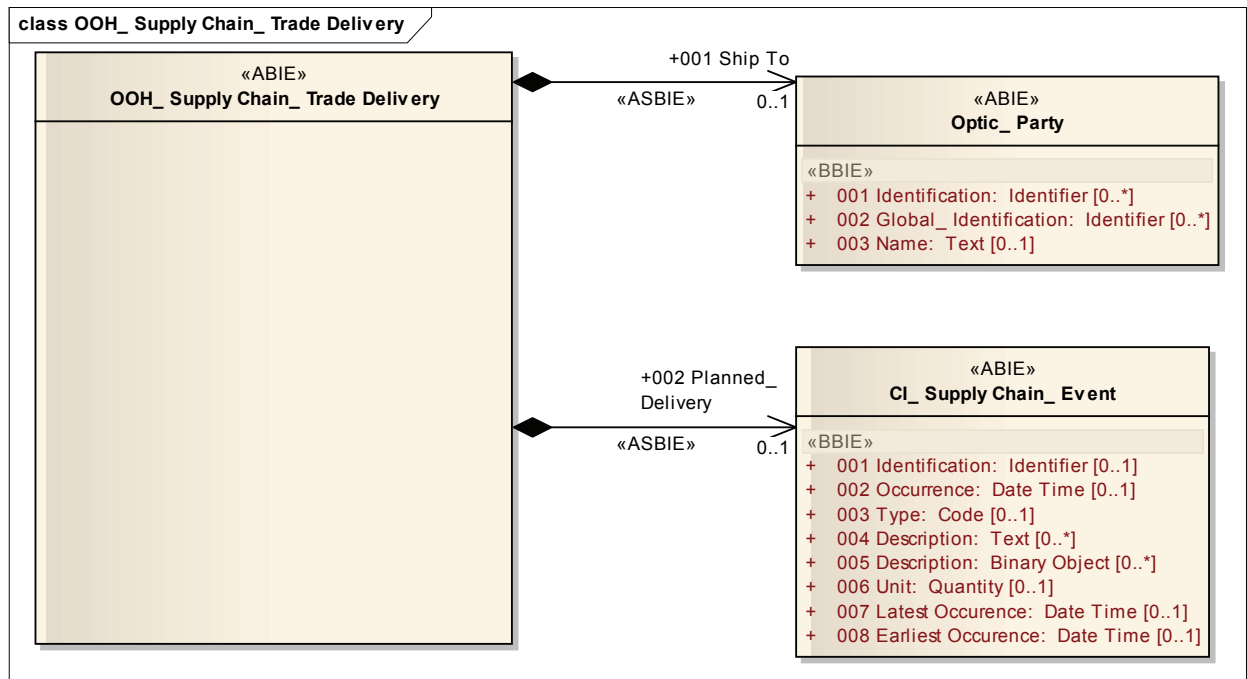 class OOH_ Supply Chain_ Trade Delivery
«ABIE»
OOH_ Supply Chain_ Trade Delivery
+001 Ship To
«ASBIE»
0..1
«ABIE»
Optic_ Party
«BBIE»
+ 001 Identification: Identifier [0..*]
+ 002 Global_ Identification: Identifier [0..*]
+ 003 Name: Text [0..1]
+002 Planned_
Delivery
«ASBIE»
0..1
«ABIE»
CI_ Supply Chain_ Event
«BBIE»
+ 001 Identification: Identifier [0..1]
+ 002 Occurrence: Date Time [0..1]
+ 003 Type: Code [0..1]
+ 004 Description: Text [0..*]
+ 005 Description: Binary Object [0..*]
+ 006 Unit: Quantity [0..1]
+ 007 Latest Occurence: Date Time [0..1]
+ 008 Earliest Occurence: Date Time [0..1]